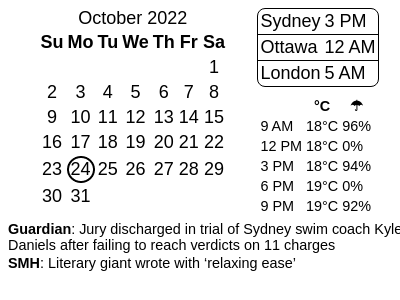 October 2022
Su Mo Tu We Th Fr Sa
1
2 3 4 5 6 7 8
9 10 11 12 13 14 15
16 17 18 19 20 21 22
23 24 25 26 27 28 29
30 31
Sydney 3 PM
Ottawa 12 AM
London 5 AM
°C ☂
9 AM 18°C 96%
12 PM 18°C 0%
3 PM 18°C 94%
6 PM 19°C 0%
9 PM 19°C 92%
Guardian: Jury discharged in trial of Sydney swim coach Kyle
Daniels after failing to reach verdicts on 11 charges
SMH: Literary giant wrote with ‘relaxing ease’